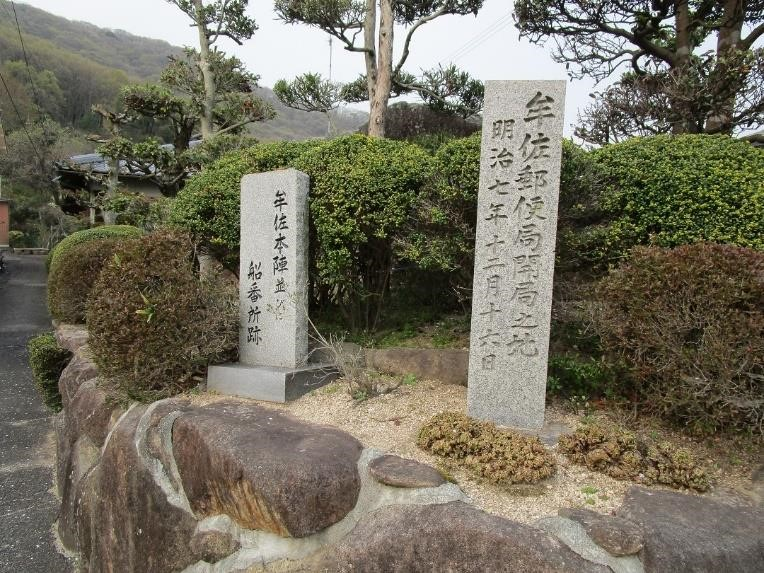 牟佐郵便局開局之地
明治七年十二月十六日
牟佐本陣並に
船番所跡